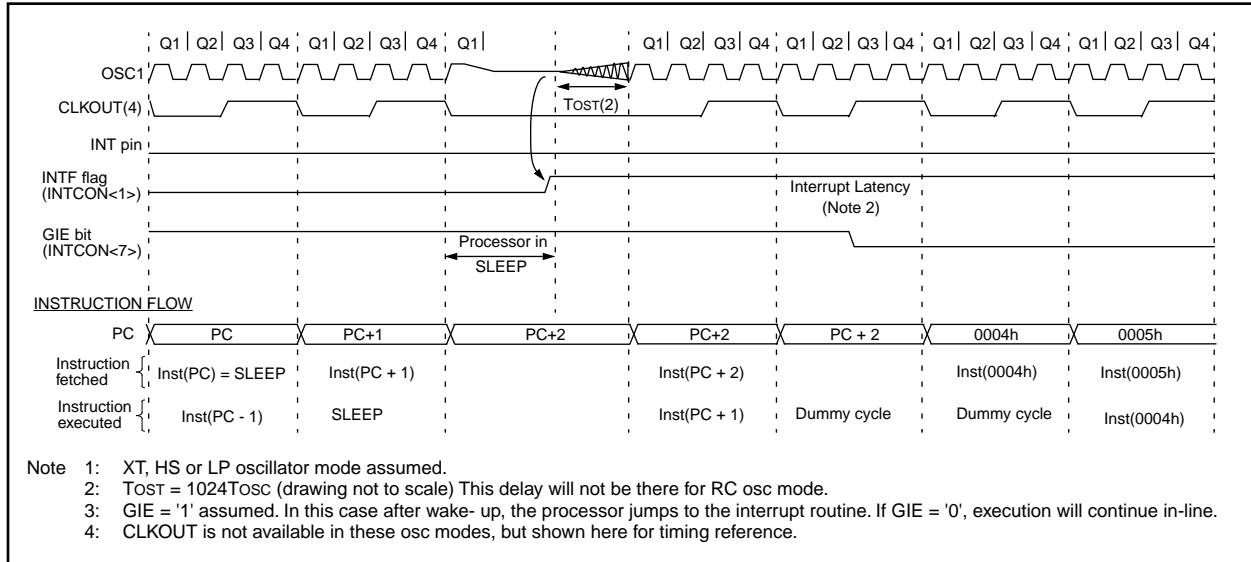 Q1 Q2 Q3 Q4 Q1 Q2 Q3 Q4 Q1 Q1 Q2 Q3 Q4 Q1 Q2 Q3 Q4 Q1 Q2 Q3 Q4 Q1 Q2 Q3 Q4
OSC1
TOST(2)
CLKOUT(4)
INT pin
INTF flag
(INTCON<1>)
Interrupt Latency
(Note 2)
GIE bit
(INTCON<7>)
Processor in
SLEEP
INSTRUCTION FLOW
PC PC PC+1 PC+2 PC+2 PC + 2 0004h 0005h
Instruction
fetched
Inst(PC) = SLEEP Inst(PC + 1) Inst(PC + 2) Inst(0004h) Inst(0005h)
Instruction
executed
Inst(PC - 1) SLEEP Inst(PC + 1) Dummy cycle Dummy cycle Inst(0004h)
Note 1: XT, HS or LP oscillator mode assumed.
2: TOST = 1024TOSC (drawing not to scale) This delay will not be there for RC osc mode.
3: GIE = '1' assumed. In this case after wake- up, the processor jumps to the interrupt routine. If GIE = '0', execution will continue in-line.
4: CLKOUT is not available in these osc modes, but shown here for timing reference.